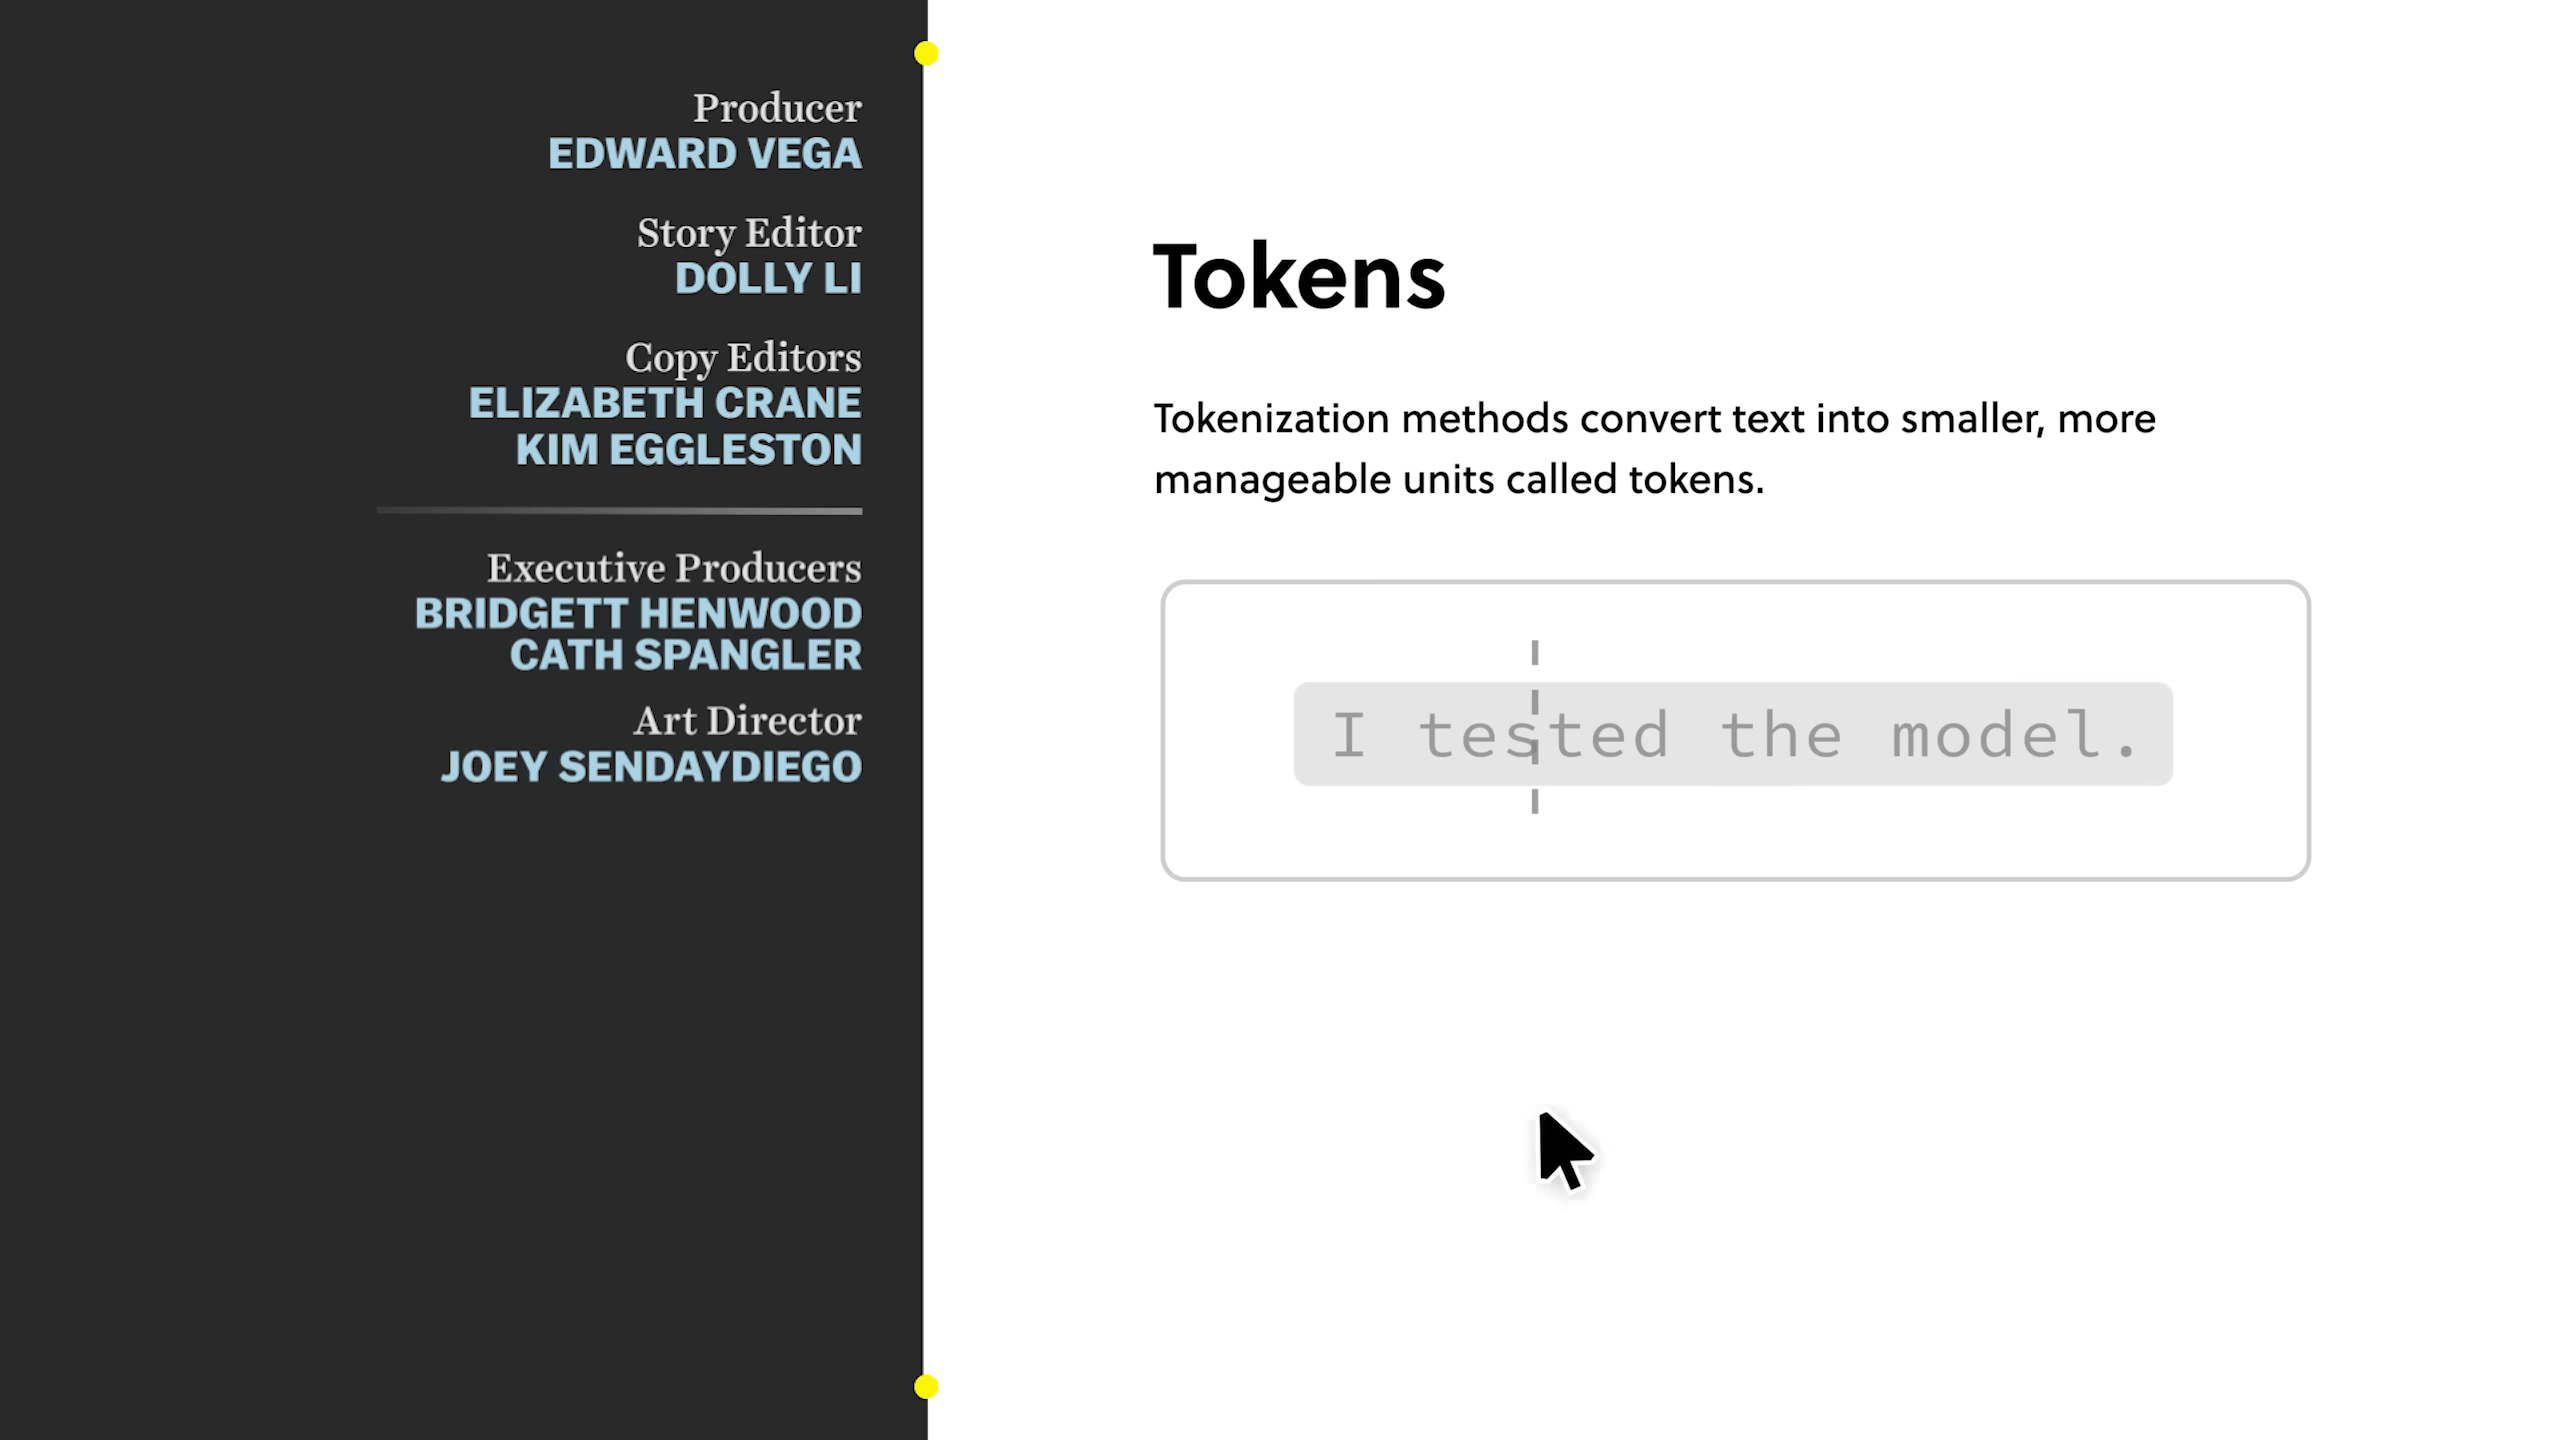 Producer
EDWARD VEGA
Story Editor
DOLLY LI
Copy Editors
ELIZABETH CRANE
KIM EGGLESTON
Executive Producers
BRIDGETT HENWOOD
CATH SPANGLER
Art Director
JOEY SENDAYDIEGO
Tokens
Tokenization methods convert text into smaller, more
manageable units called tokens.
I tested the model.